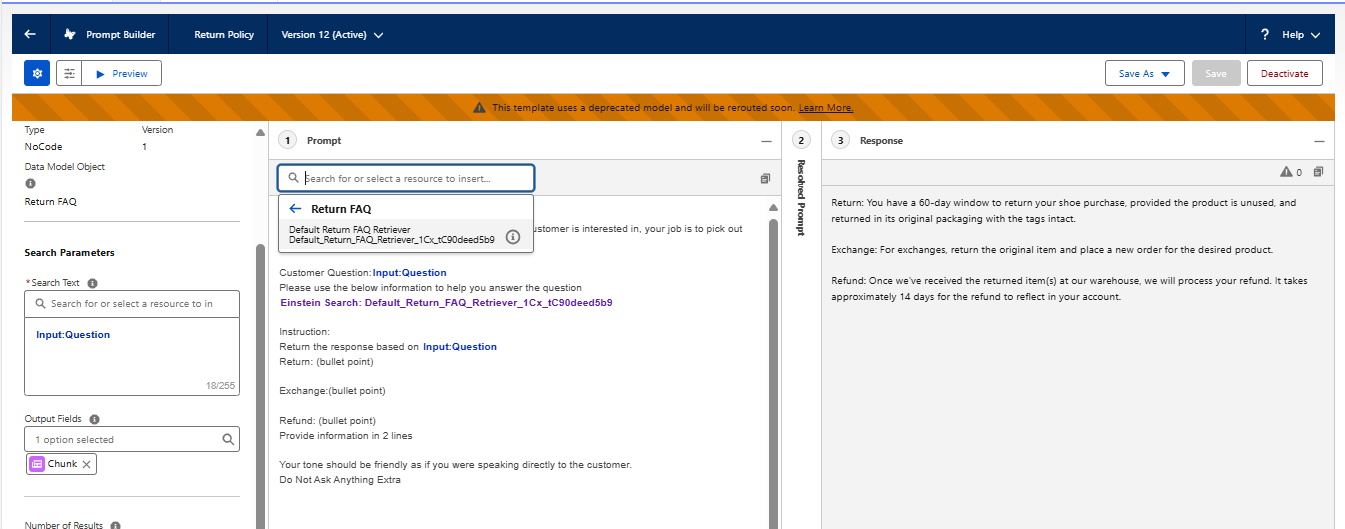 Prompt Builder
Return Policy
Version 12 (Active)
? Help
Preview
Save As
Save
Deactivate
This template uses a deprecated model and will be rerouted soon. Learn More.
Type
Version
NoCode
1
Data Model Object
Return FAQ
Search Parameters
*Search Text
Search for or select a resource to in
Input:Question
18/255
Output Fields
1 option selected
Chunk
Number of Results
1
Prompt
Search for or select a resource to insert...
Return FAQ
Default Return FAQ Retriever
Default_Return_FAQ_Retriever_1Cx_tC90deed5b9
customer is interested in, your job is to pick out
Customer Question:Input:Question
Please use the below information to help you answer the question
Einstein Search: Default_Return_FAQ_Retriever_1Cx_tC90deed5b9
Instruction:
Return the response based on Input:Question
Return: (bullet point)
Exchange:(bullet point)
Refund: (bullet point)
Provide information in 2 lines
Your tone should be friendly as if you were speaking directly to the customer.
Do Not Ask Anything Extra
2
Resolved Prompt
3
Response
0
Return: You have a 60-day window to return your shoe purchase, provided the product is unused, and
returned in its original packaging with the tags intact.
Exchange: For exchanges, return the original item and place a new order for the desired product.
Refund: Once we've received the returned item(s) at our warehouse, we will process your refund. It takes
approximately 14 days for the refund to reflect in your account.